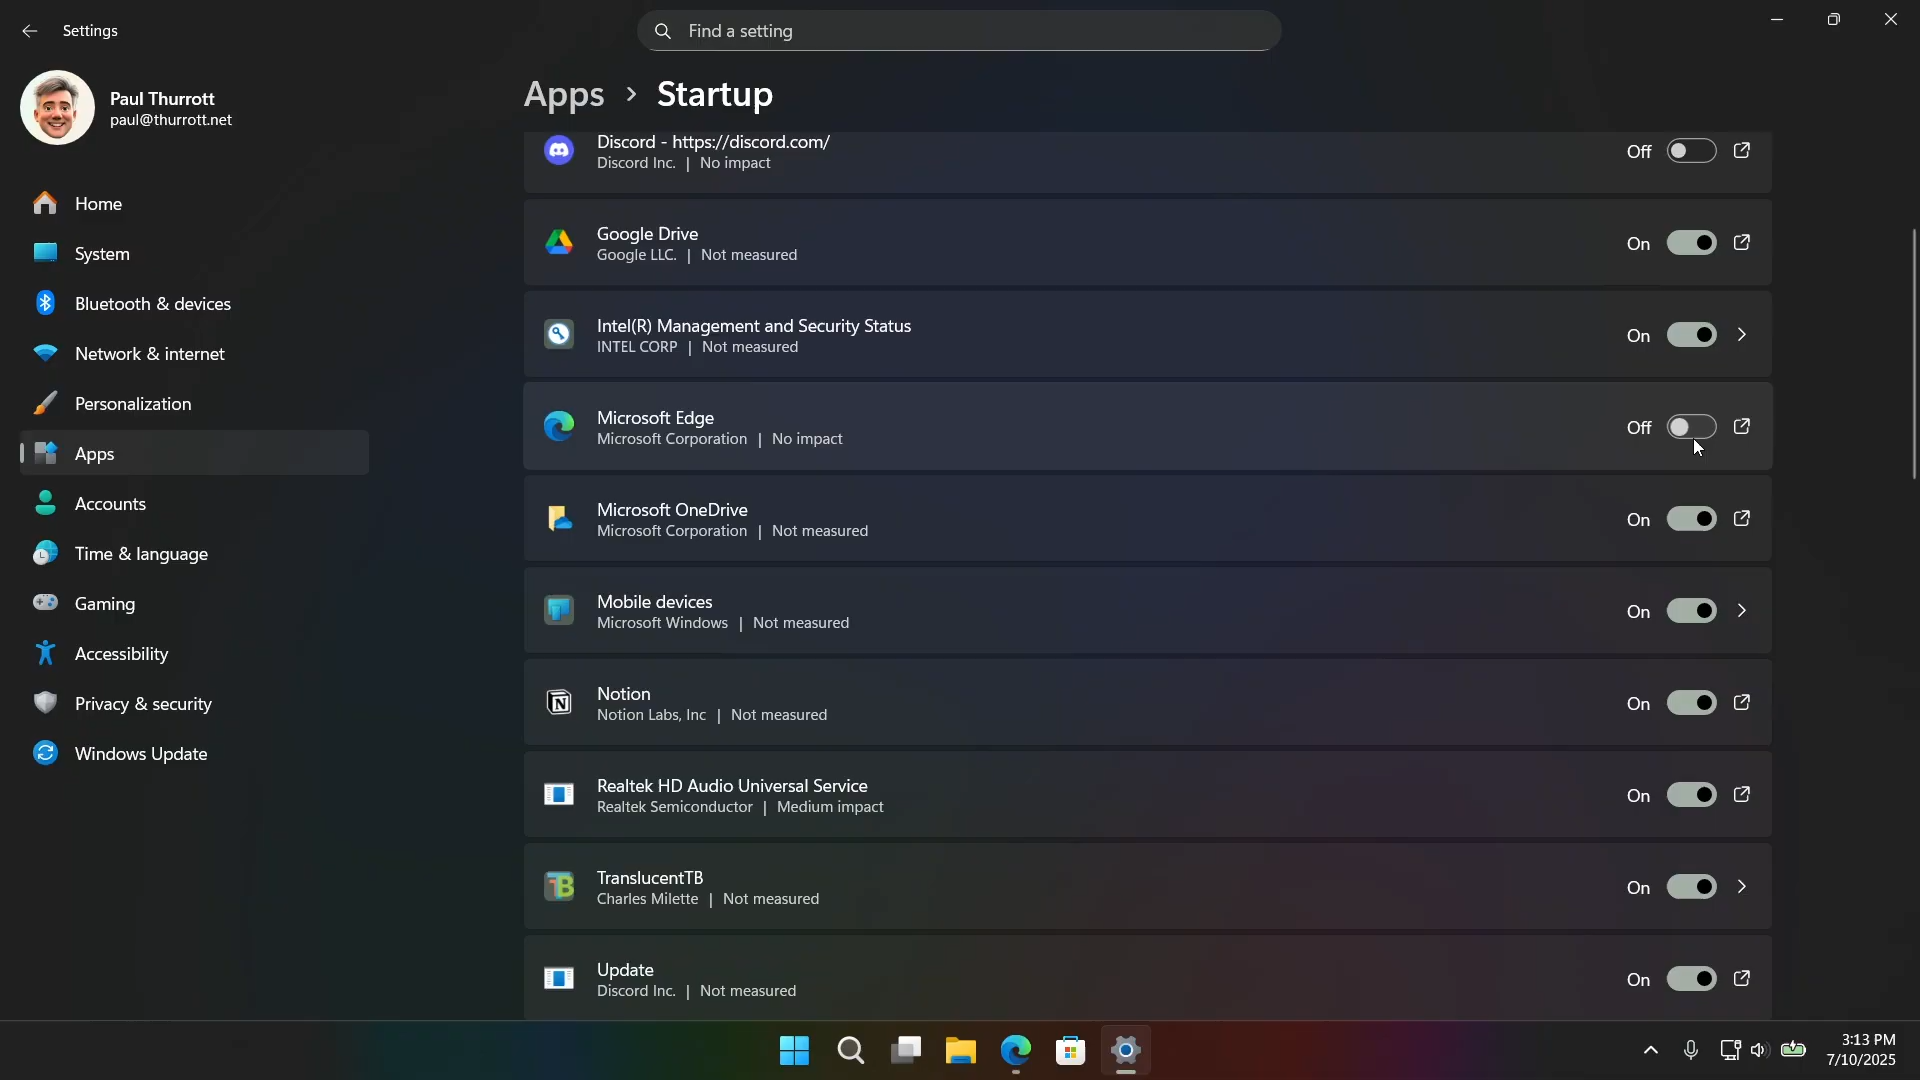 Settings
Find a setting
Paul Thurrott
paul@thurrott.net
Home
System
Bluetooth & devices
Network & internet
Personalization
Apps
Accounts
Time & language
Gaming
Accessibility
Privacy & security
Windows Update
Apps > Startup
Discord - https://discord.com/
Discord Inc. | No impact
Off
Google Drive
Google LLC. | Not measured
On
Intel(R) Management and Security Status
INTEL CORP | Not measured
On
Microsoft Edge
Microsoft Corporation | No impact
Off
Microsoft OneDrive
Microsoft Corporation | Not measured
On
Mobile devices
Microsoft Windows | Not measured
On
Notion
Notion Labs, Inc | Not measured
On
Realtek HD Audio Universal Service
Realtek Semiconductor | Medium impact
On
TranslucentTB
Charles Milette | Not measured
On
Update
Discord Inc. | Not measured
On
3:13 PM
7/10/2025